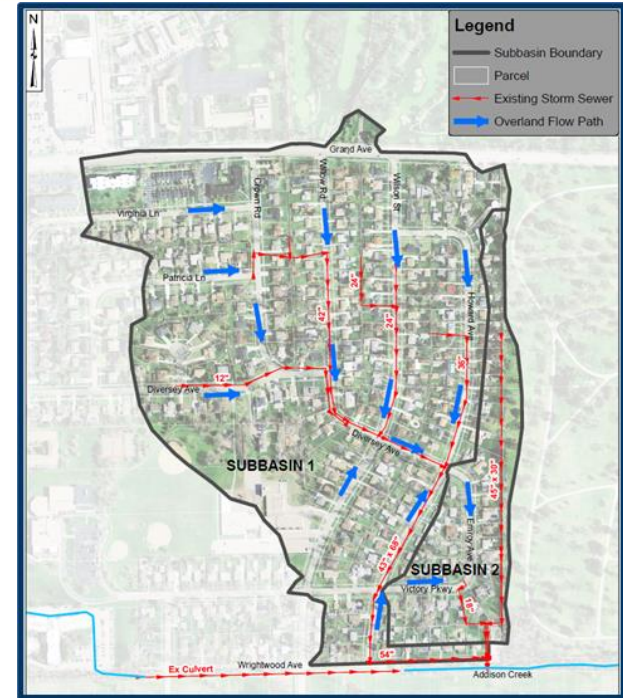 N
Legend
Subbasin Boundary
Parcel
Existing Storm Sewer
Overland Flow Path
Grand Ave
Crown Rd
Willow Rd
Wilson St
Virginia Ln
Patricia Ln
Howard Ave
24"
42"
24"
36"
12"
Diversey Ave
Diversey Ave
45" x 30"
SUBBASIN 1
Emroy Ave
43" x 68"
SUBBASIN 2
Victory Pkwy
18"
54"
Wrightwood Ave
Ex Culvert
Addison Creek